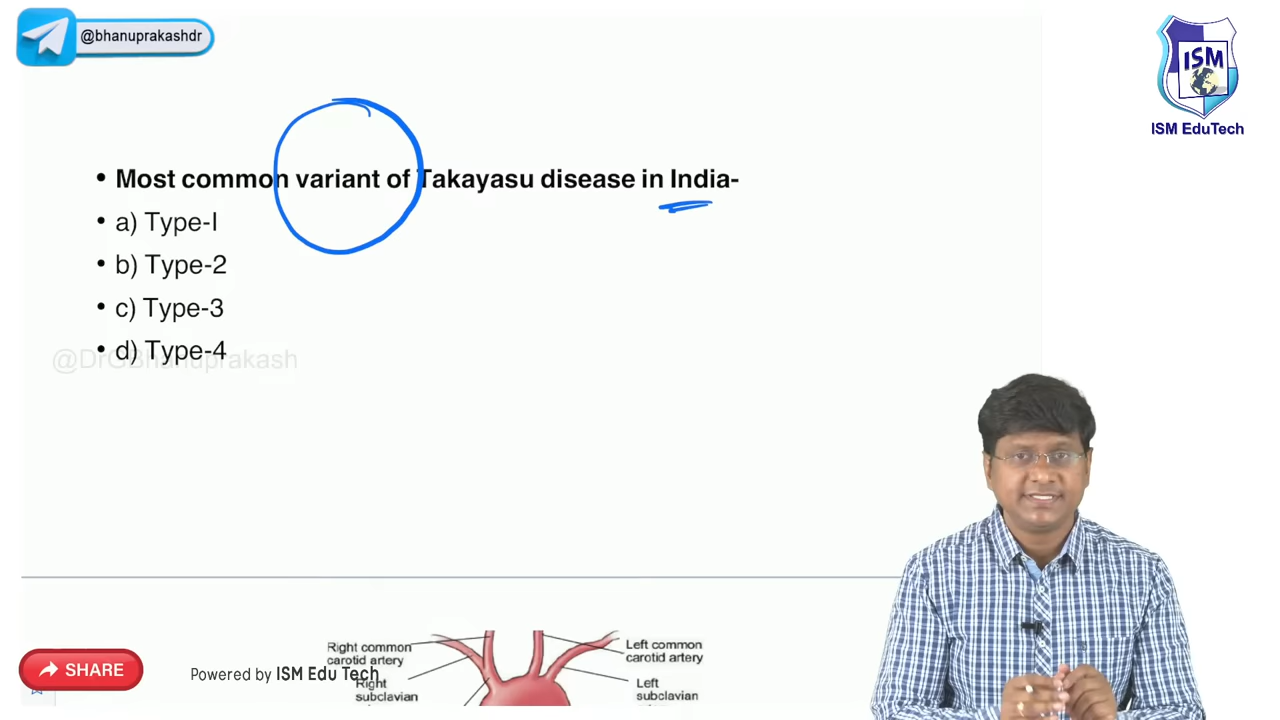 @bhanuprakashdr
ISM
ISM EduTech
• Most common variant of Takayasu disease in India-
• a) Type-I
• b) Type-2
• c) Type-3
• d) Type-4
@DrGBhanuprakash
Right common
carotid artery
Left common
carotid artery
SHARE
Powered by ISM Edu Tech
Right
subclavian
Left
subclavian